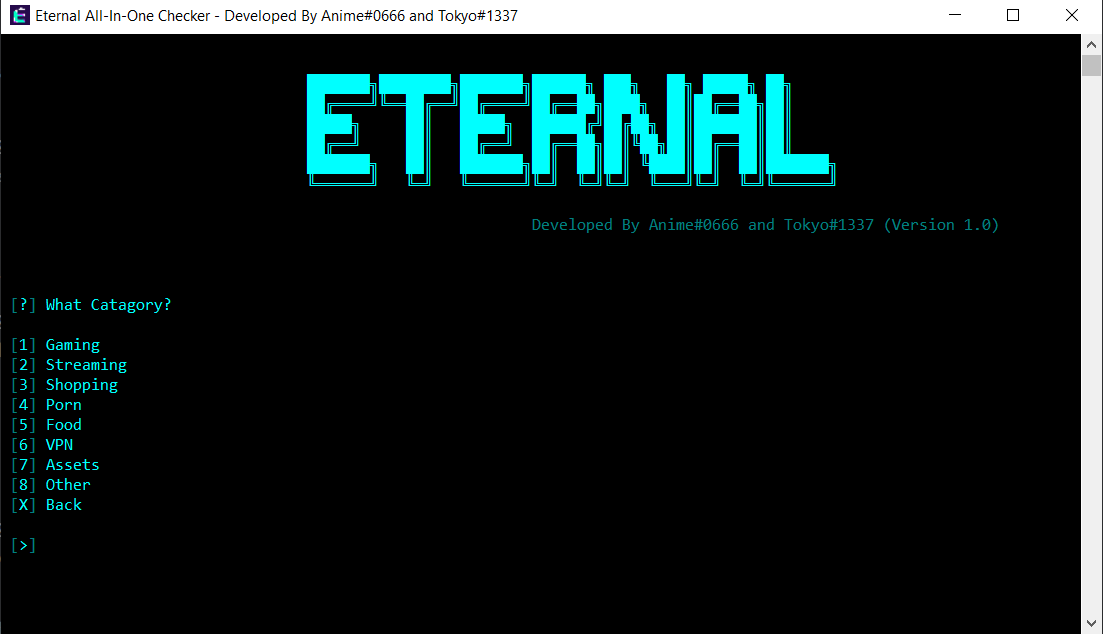 Eternal All-In-One Checker - Developed By Anime#0666 and Tokyo#1337
ETERNAL
Developed By Anime#0666 and Tokyo#1337 (Version 1.0)
[?] What Catagory?
[1] Gaming
[2] Streaming
[3] Shopping
[4] Porn
[5] Food
[6] VPN
[7] Assets
[8] Other
[X] Back
[>]